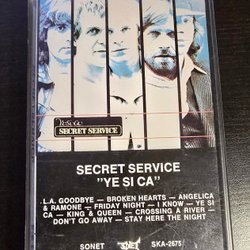 Ye si ca
SECRET SERVICE
SECRET SERVICE
"YE SI CA"
L.A. GOODBYE — BROKEN HEARTS — ANGELICA
& RAMONE — FRIDAY NIGHT — I KNOW — YE SI
CA — KING & QUEEN — CROSSING A RIVER —
DON'T GO AWAY — STAY HERE THE NIGHT
SONET SONET SKA-2675